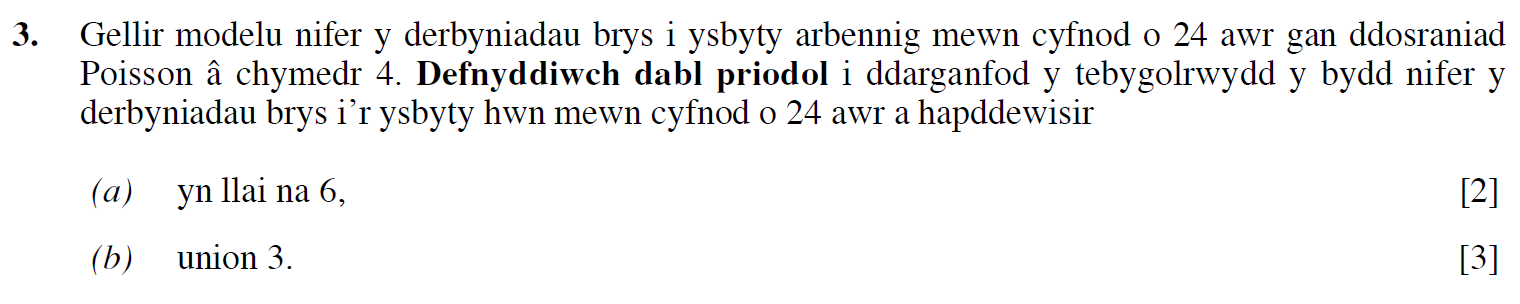 3. Gellir modelu nifer y derbyniadau brys i ysbyty arbennig mewn cyfnod o 24 awr gan ddosraniad
Poisson â chymedr 4. Defnyddiwch dabl priodol i ddarganfod y tebygolrwydd y bydd nifer y
derbyniadau brys i’r ysbyty hwn mewn cyfnod o 24 awr a hapddewisir
(a) yn llai na 6, [2]
(b) union 3. [3]